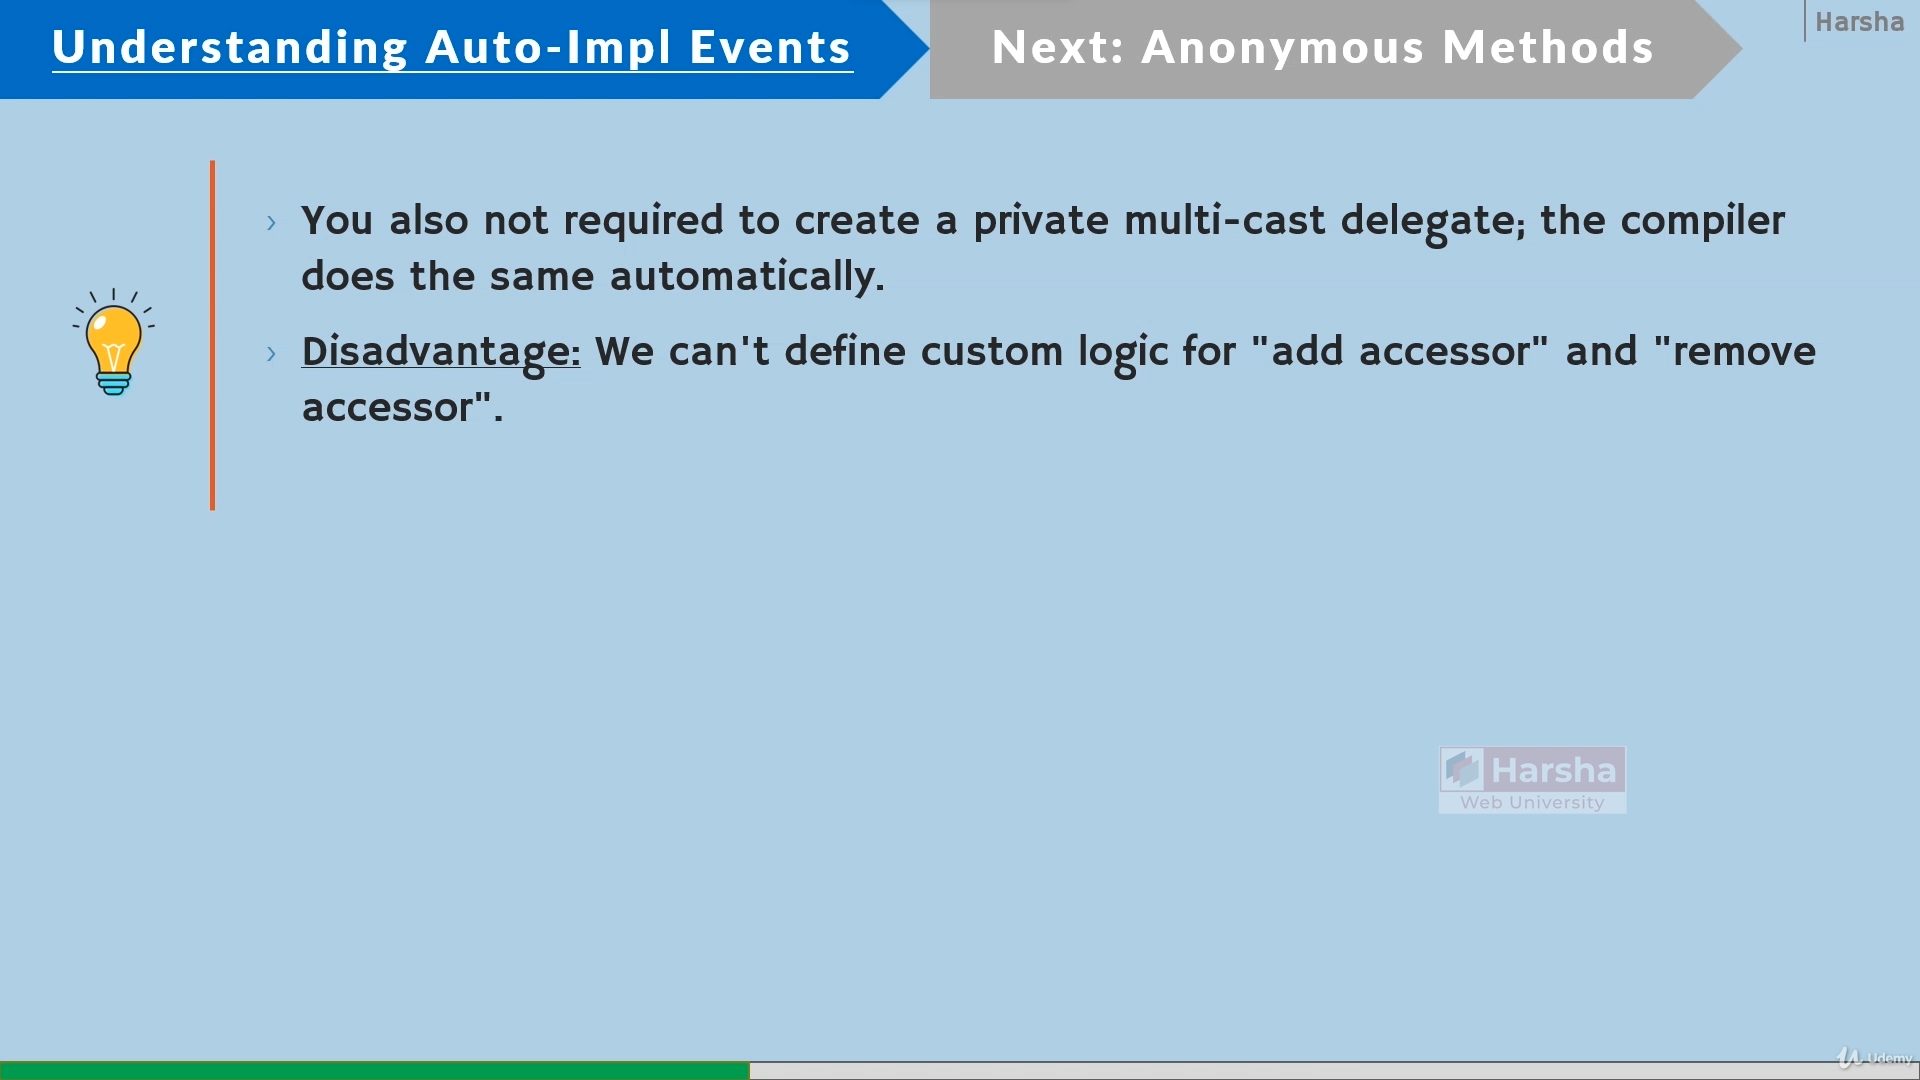 Understanding Auto-Impl Events
Next: Anonymous Methods
Harsha
› You also not required to create a private multi-cast delegate; the compiler
does the same automatically.
› Disadvantage: We can't define custom logic for "add accessor" and "remove
accessor".
Harsha
Web University
Udemy